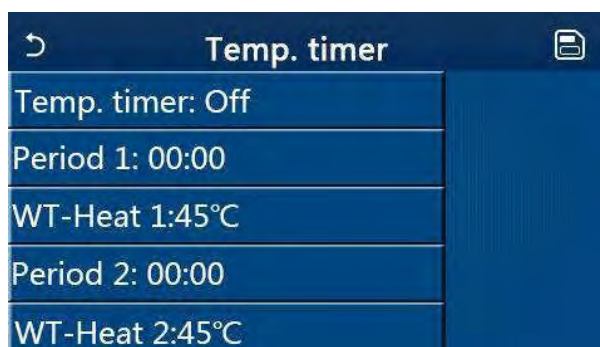 Temp. timer
Temp. timer: Off
Period 1: 00:00
WT-Heat 1:45℃
Period 2: 00:00
WT-Heat 2:45℃